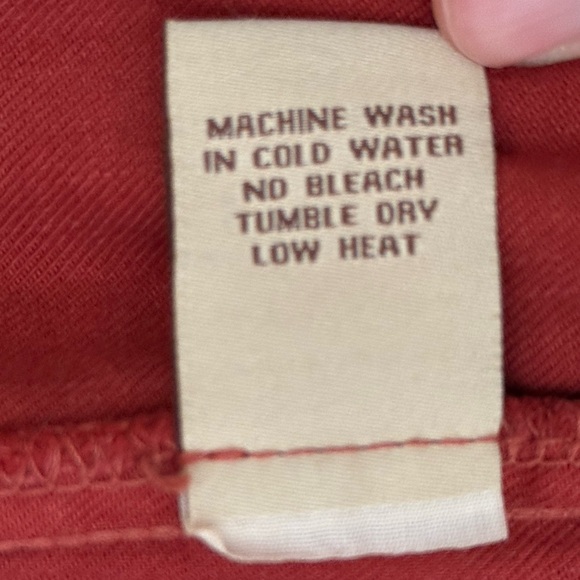 MACHINE WASH
IN COLD WATER
NO BLEACH
TUMBLE DRY
LOW HEAT